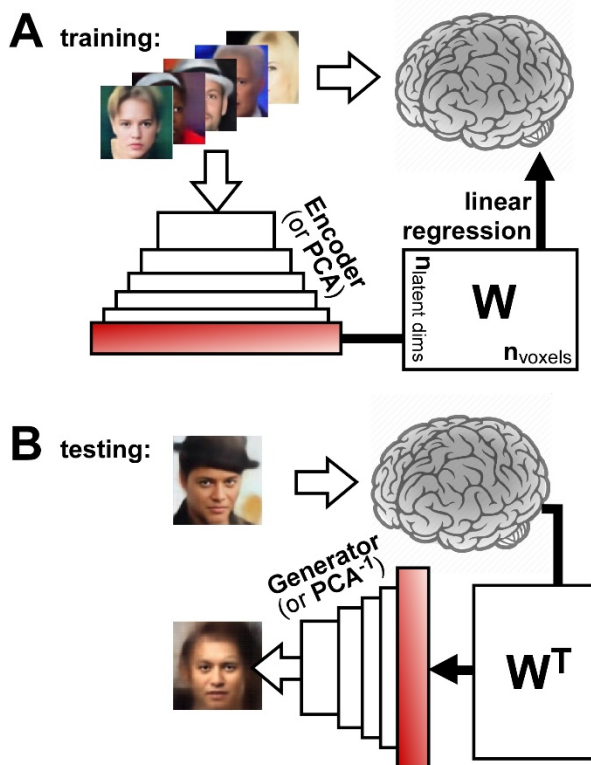 A training:
Encoder
(or PCA)
linear
regression
n latent dims
W
n voxels
B testing:
Generator
(or PCA⁻¹)
Wᵀ